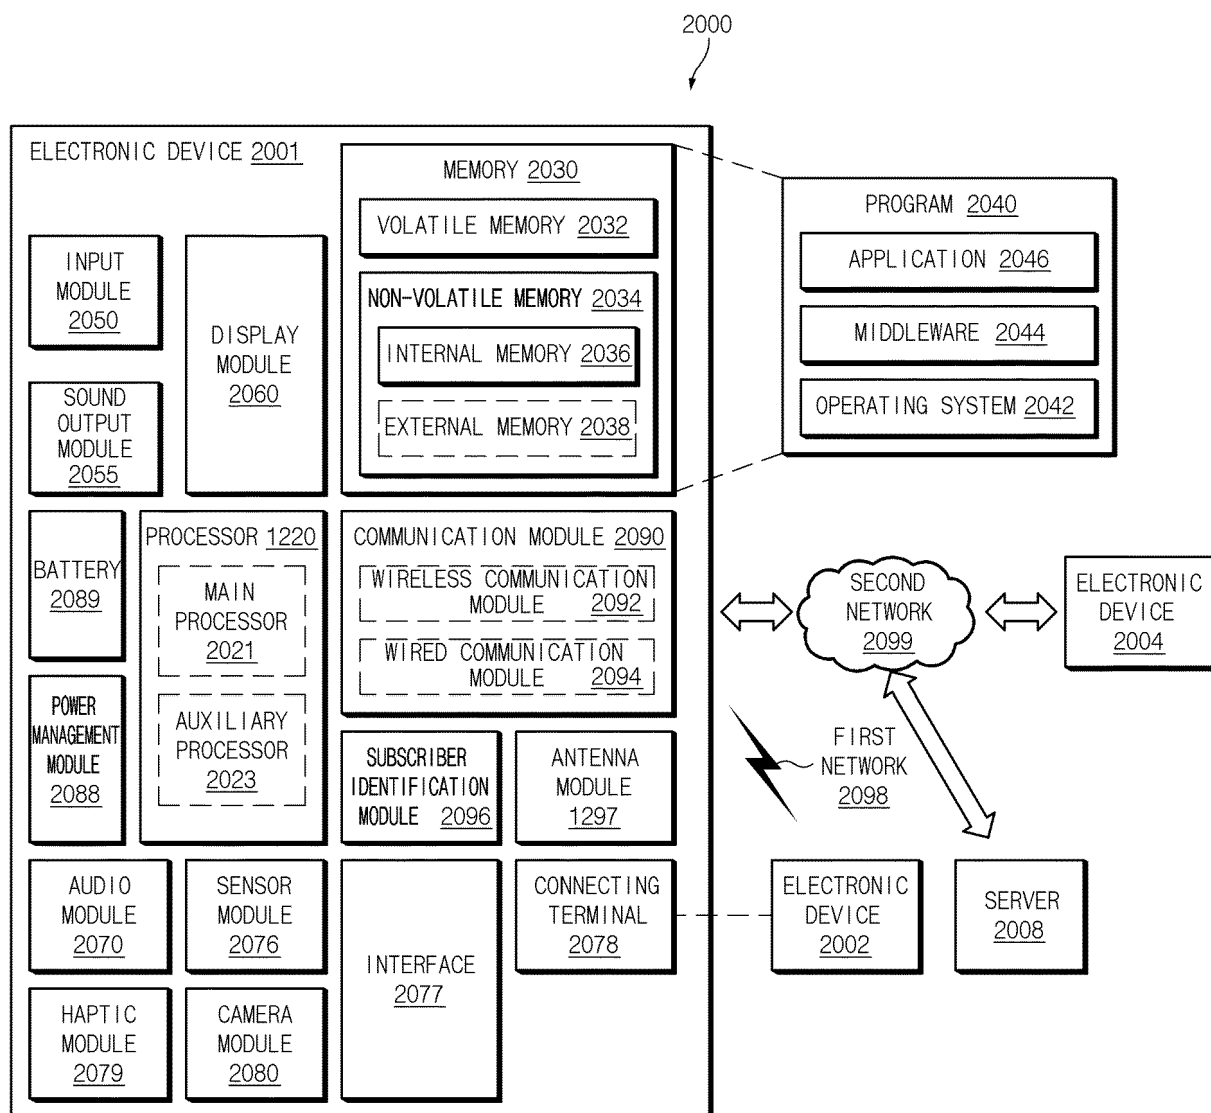 2000
ELECTRONIC DEVICE 2001
MEMORY 2030
VOLATILE MEMORY 2032
NON-VOLATILE MEMORY 2034
INTERNAL MEMORY 2036
EXTERNAL MEMORY 2038
PROGRAM 2040
APPLICATION 2046
MIDDLEWARE 2044
OPERATING SYSTEM 2042
INPUT
MODULE
2050
DISPLAY
MODULE
2060
SOUND
OUTPUT
MODULE
2055
BATTERY
2089
PROCESSOR 1220
MAIN
PROCESSOR
2021
AUXILIARY
PROCESSOR
2023
COMMUNICATION MODULE 2090
WIRELESS COMMUNICATION
MODULE 2092
WIRED COMMUNICATION
MODULE 2094
SECOND
NETWORK
2099
ELECTRONIC
DEVICE
2004
POWER
MANAGEMENT
MODULE
2088
SUBSCRIBER
IDENTIFICATION
MODULE 2096
ANTENNA
MODULE
1297
FIRST
NETWORK
2098
AUDIO
MODULE
2070
SENSOR
MODULE
2076
INTERFACE
2077
CONNECTING
TERMINAL
2078
ELECTRONIC
DEVICE
2002
SERVER
2008
HAPTIC
MODULE
2079
CAMERA
MODULE
2080